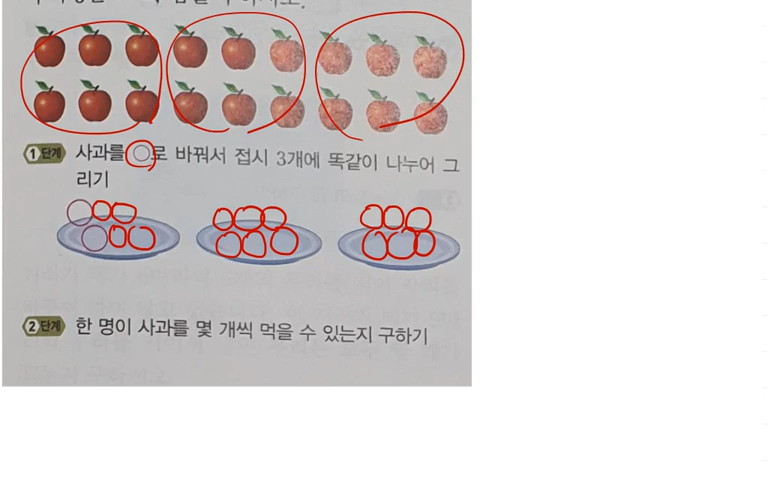 ① 단계 사과를 ○로 바꿔서 접시 3개에 똑같이 나누어 그
리기
② 단계 한 명이 사과를 몇 개씩 먹을 수 있는지 구하기